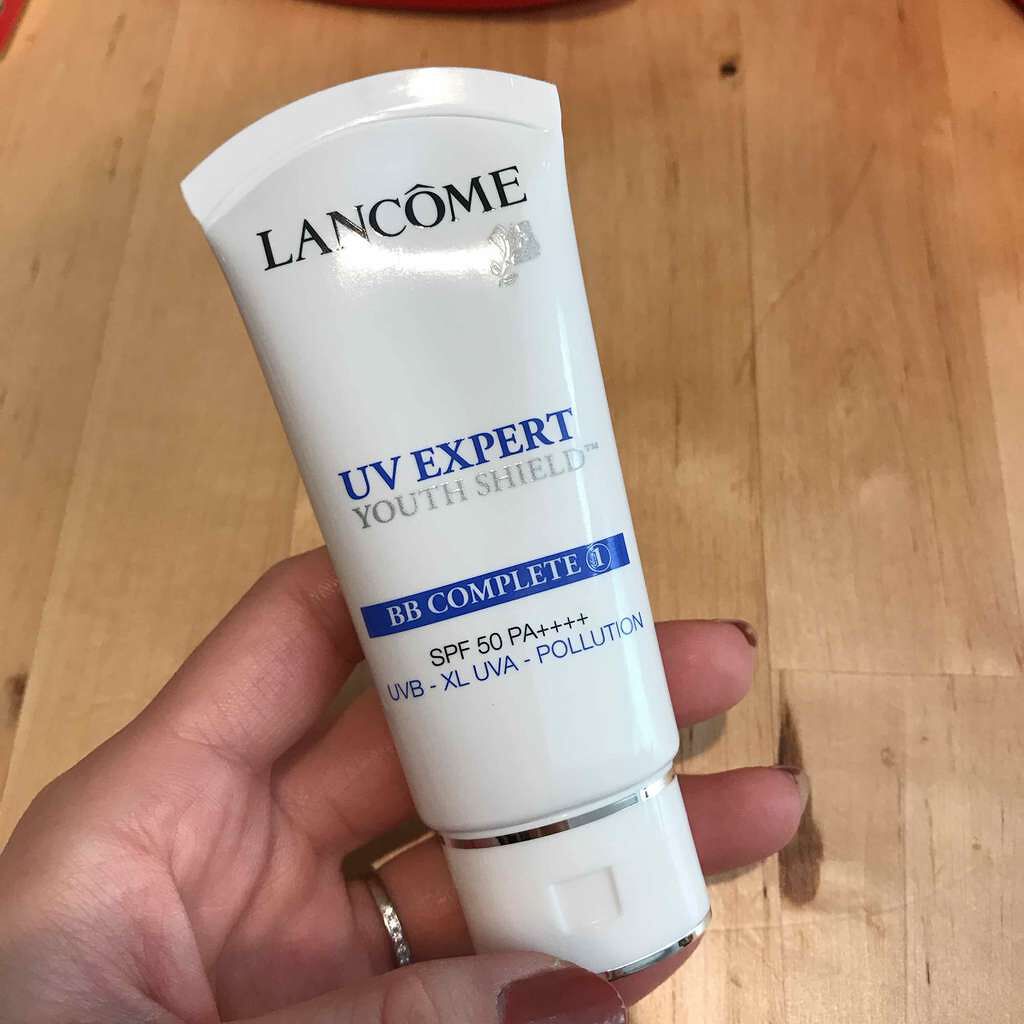 LANCÔME
UV EXPERT
YOUTH SHIELD™
BB COMPLETE 1
SPF 50 PA++++
UVB - XL UVA - POLLUTION